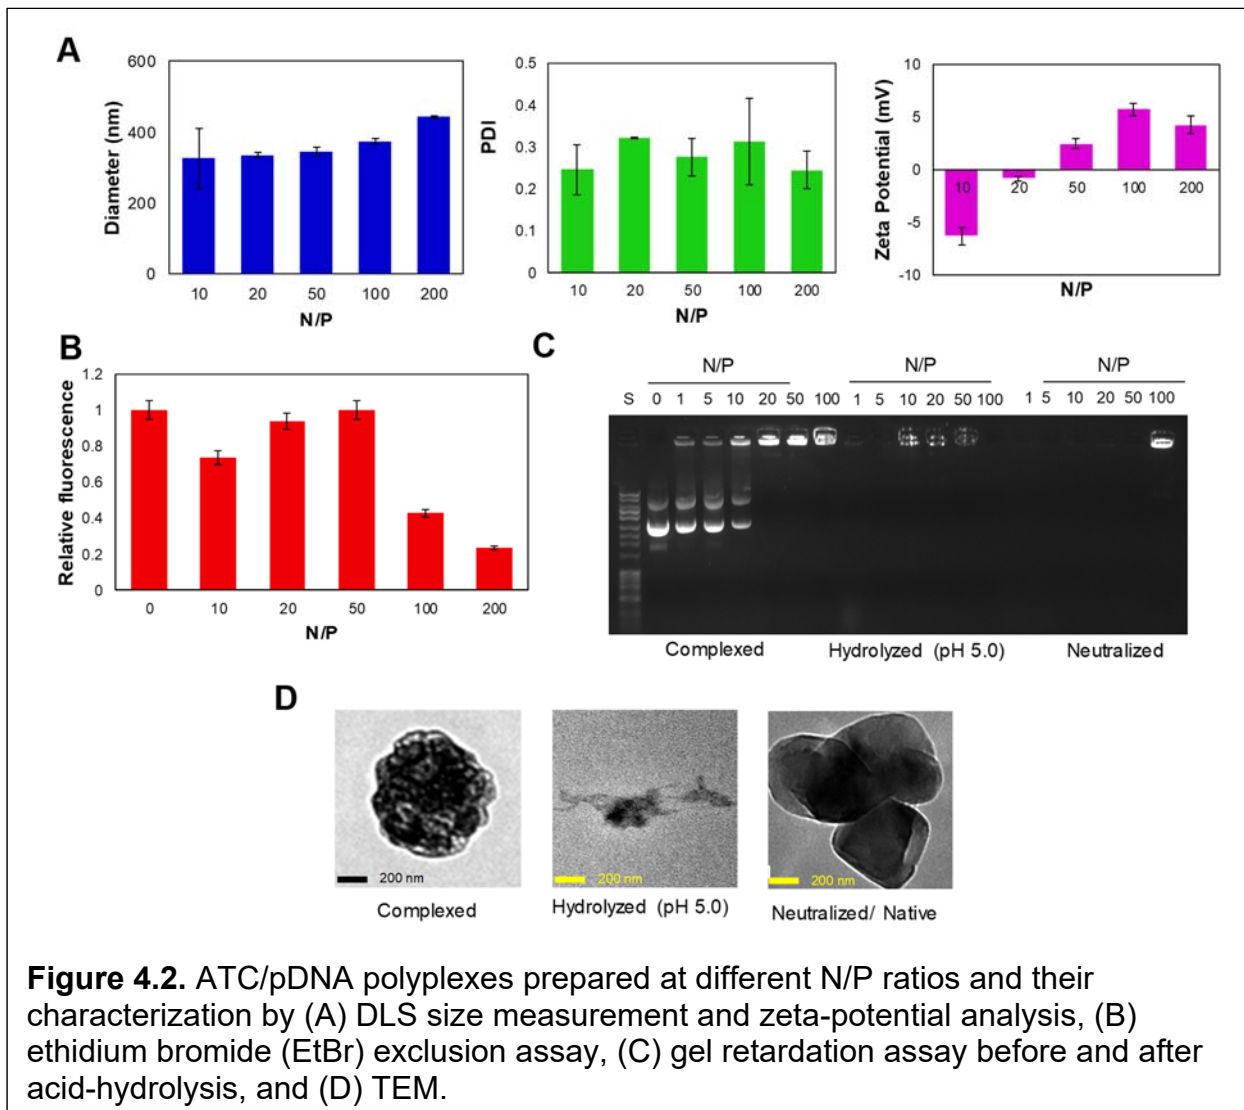 A
Diameter (nm)
600
400
200
0
10 20 50 100 200
N/P
PDI
0.5
0.4
0.3
0.2
0.1
0
10 20 50 100 200
N/P
Zeta Potential (mV)
10
5
0
-5
-10
10 20 50 100 200
N/P
B
Relative fluorescence
1.2
1
0.8
0.6
0.4
0.2
0
0 10 20 50 100 200
N/P
C
N/P N/P N/P
S 0 1 5 10 20 50 100 1 5 10 20 50 100 1 5 10 20 50 100
Complexed Hydrolyzed (pH 5.0) Neutralized
D
200 nm 200 nm 200 nm
Complexed Hydrolyzed (pH 5.0) Neutralized/ Native
Figure 4.2. ATC/pDNA polyplexes prepared at different N/P ratios and their
characterization by (A) DLS size measurement and zeta-potential analysis, (B)
ethidium bromide (EtBr) exclusion assay, (C) gel retardation assay before and after
acid-hydrolysis, and (D) TEM.